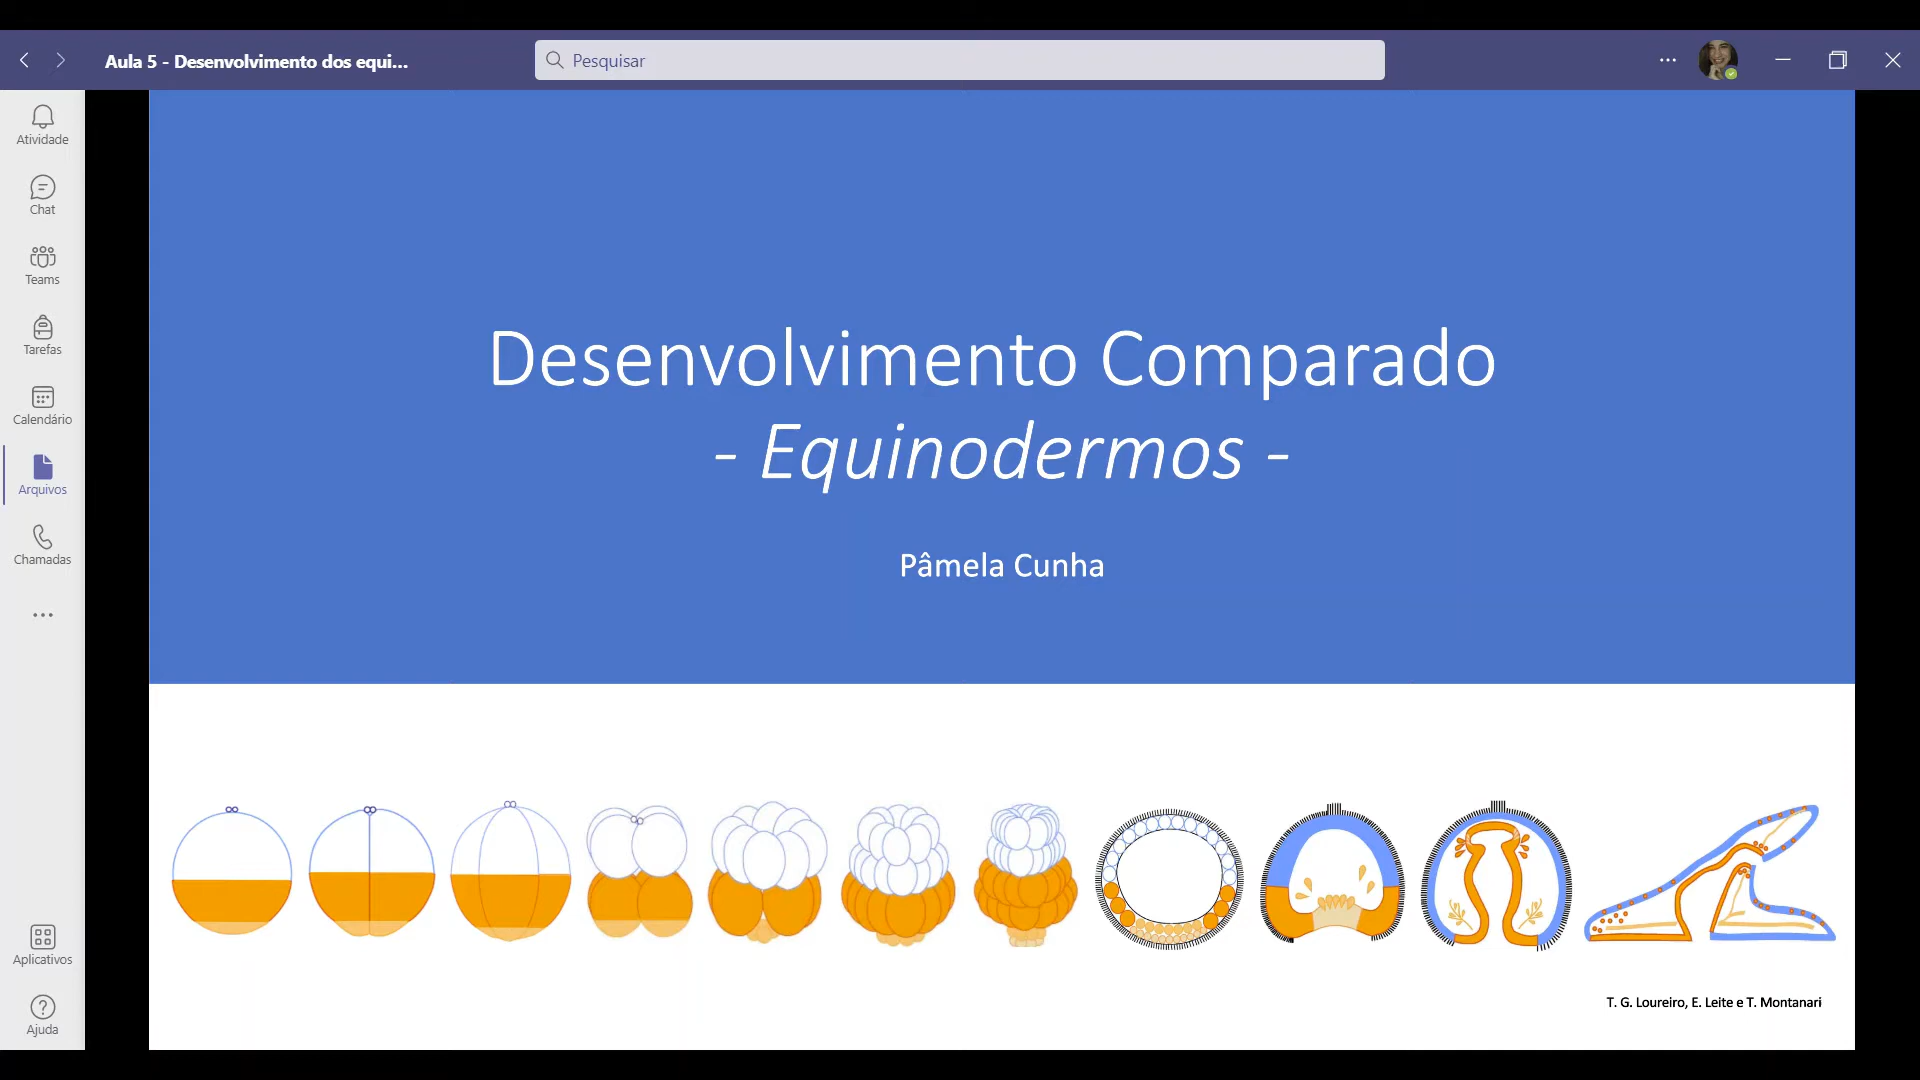 Aula 5 - Desenvolvimento dos equi...
Pesquisar
Atividade
Chat
Teams
Tarefas
Calendário
Arquivos
Chamadas
Aplicativos
Ajuda
Desenvolvimento Comparado
- Equinodermos -
Pâmela Cunha
T. G. Loureiro, E. Leite e T. Montanari